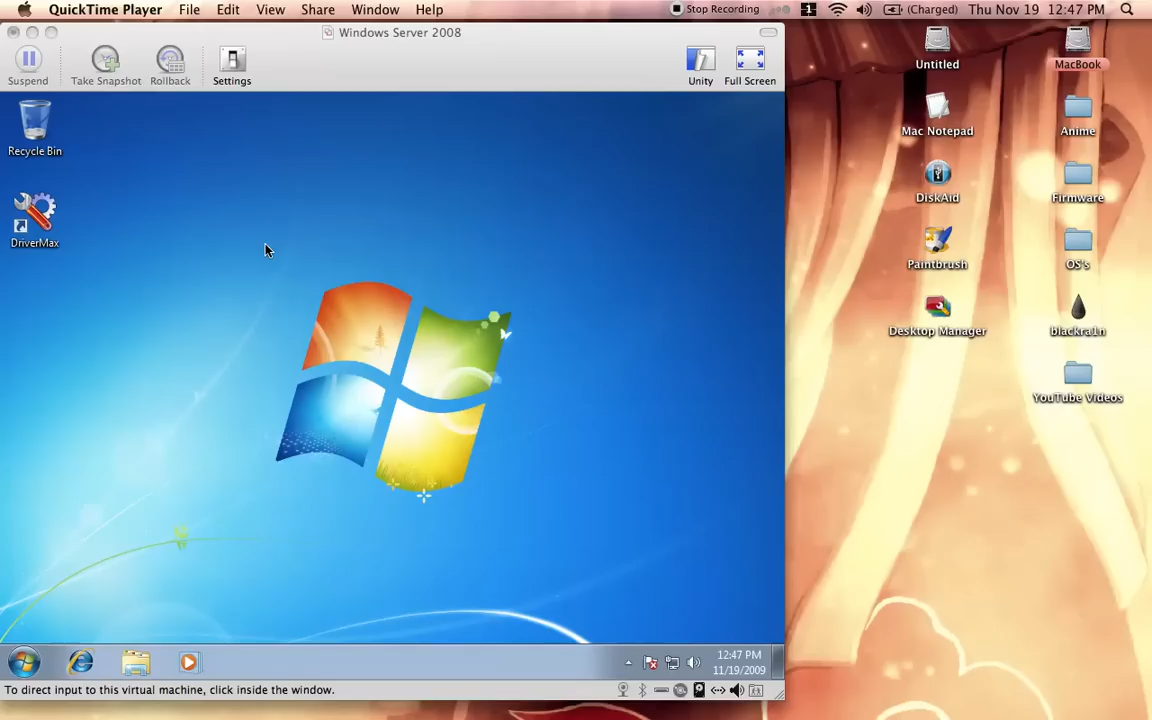 QuickTime Player File Edit View Share Window Help Stop Recording 1 (Charged) Thu Nov 19 12:47 PM
Windows Server 2008
Suspend Take Snapshot Rollback Settings Unity Full Screen
Recycle Bin
DriverMax
Untitled MacBook
Mac Notepad Anime
DiskAid Firmware
Paintbrush OS's
Desktop Manager blackra1n
YouTube Videos
12:47 PM
11/19/2009
To direct input to this virtual machine, click inside the window.